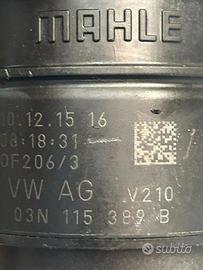 MAHLE
10.12.15 16
08:18:31
0F206/3
VW AG V210
03N 115 389 B
subito